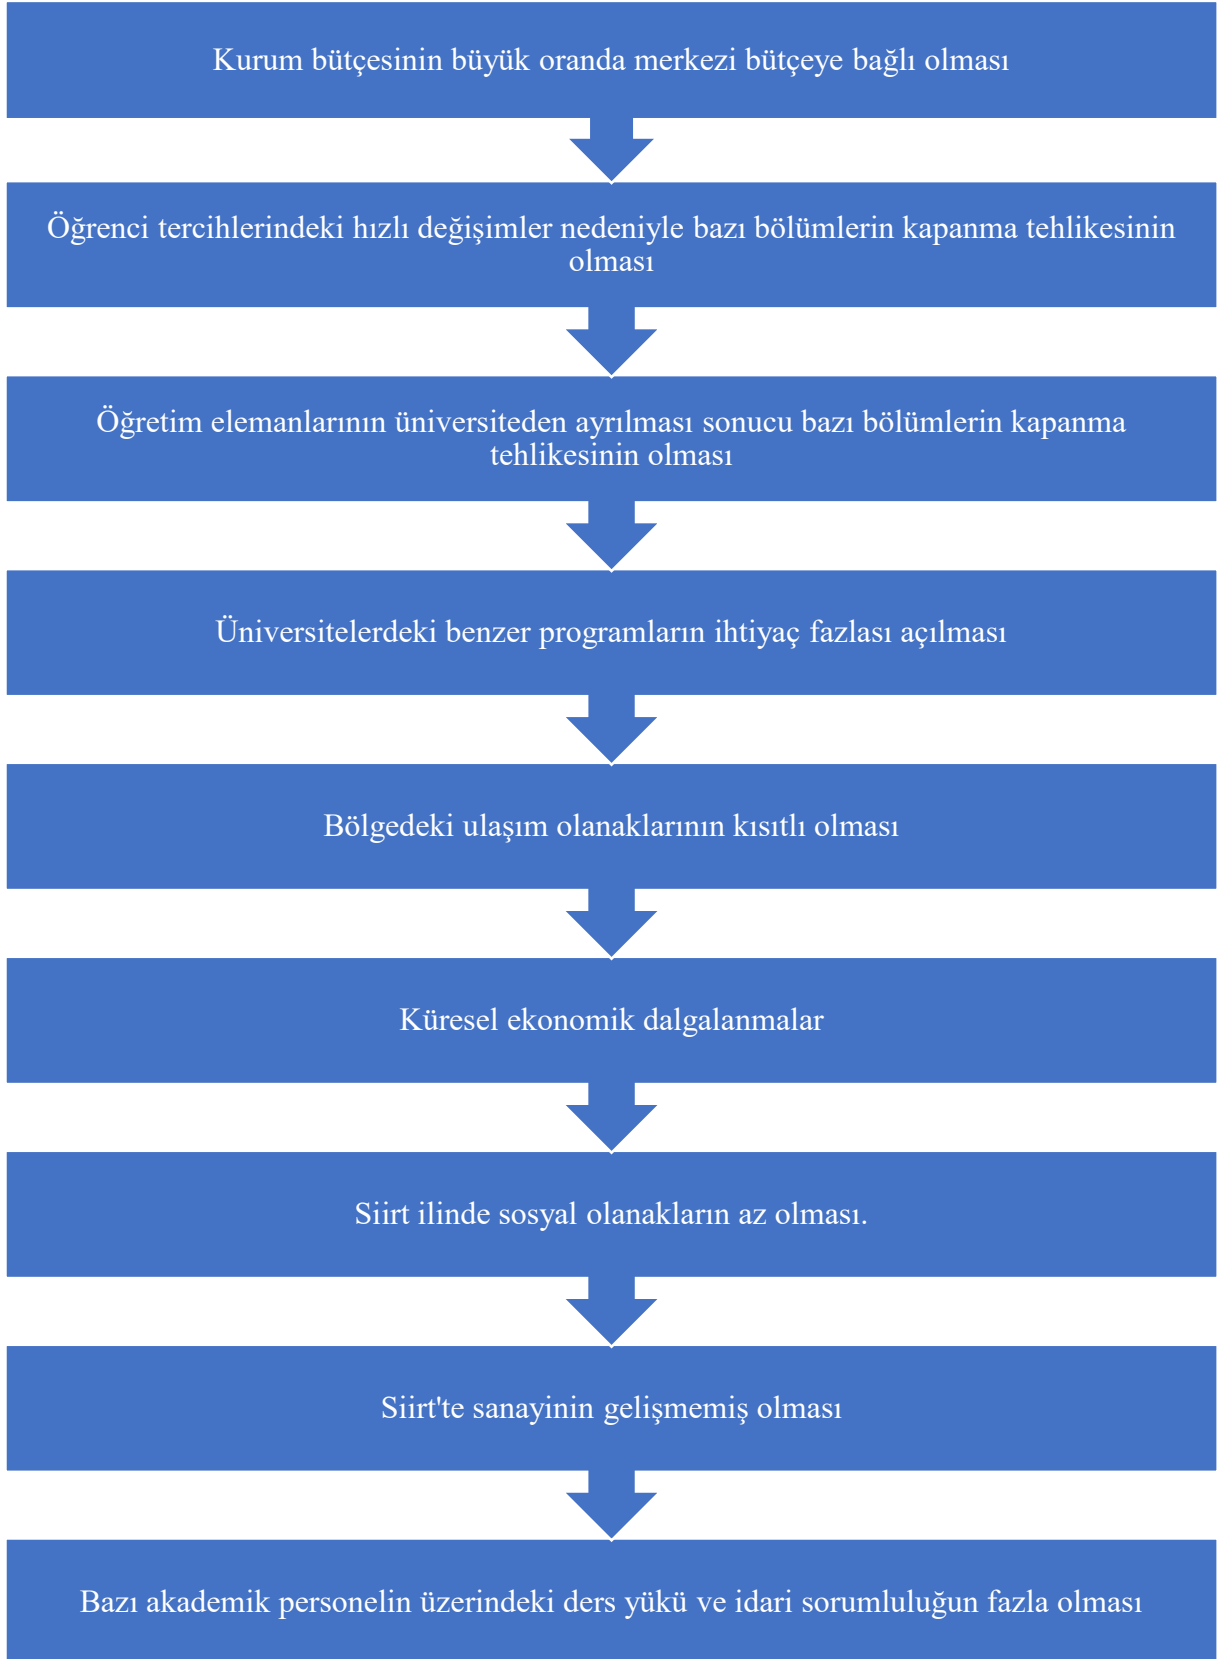 Kurum bütçesinin büyük oranda merkezi bütçeye bağlı olması
Öğrenci tercihlerindeki hızlı değişimler nedeniyle bazı bölümlerin kapanma tehlikesinin
olması
Öğretim elemanlarının üniversiteden ayrılması sonucu bazı bölümlerin kapanma
tehlikesinin olması
Üniversitelerdeki benzer programların ihtiyaç fazlası açılması
Bölgedeki ulaşım olanaklarının kısıtlı olması
Küresel ekonomik dalgalanmalar
Siirt ilinde sosyal olanakların az olması.
Siirt'te sanayinin gelişmemiş olması
Bazı akademik personelin üzerindeki ders yükü ve idari sorumluluğun fazla olması